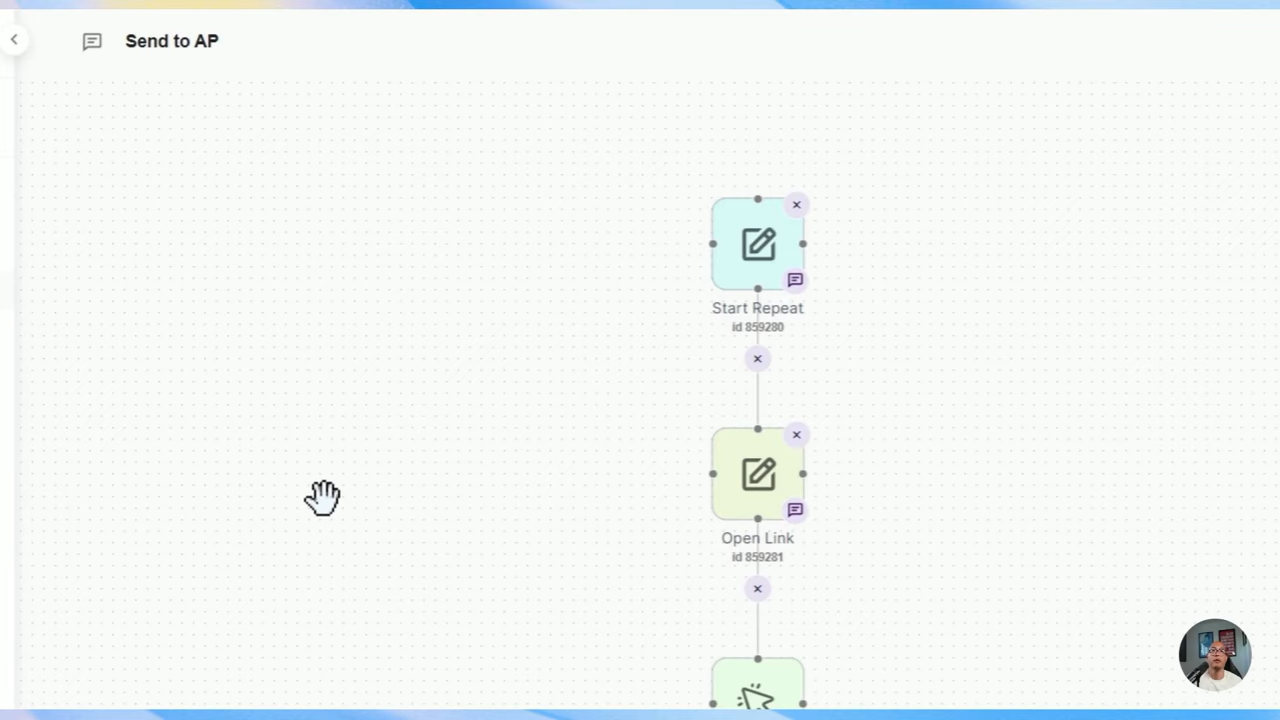 Send to AP
Start Repeat
id 859280
Open Link
id 859281